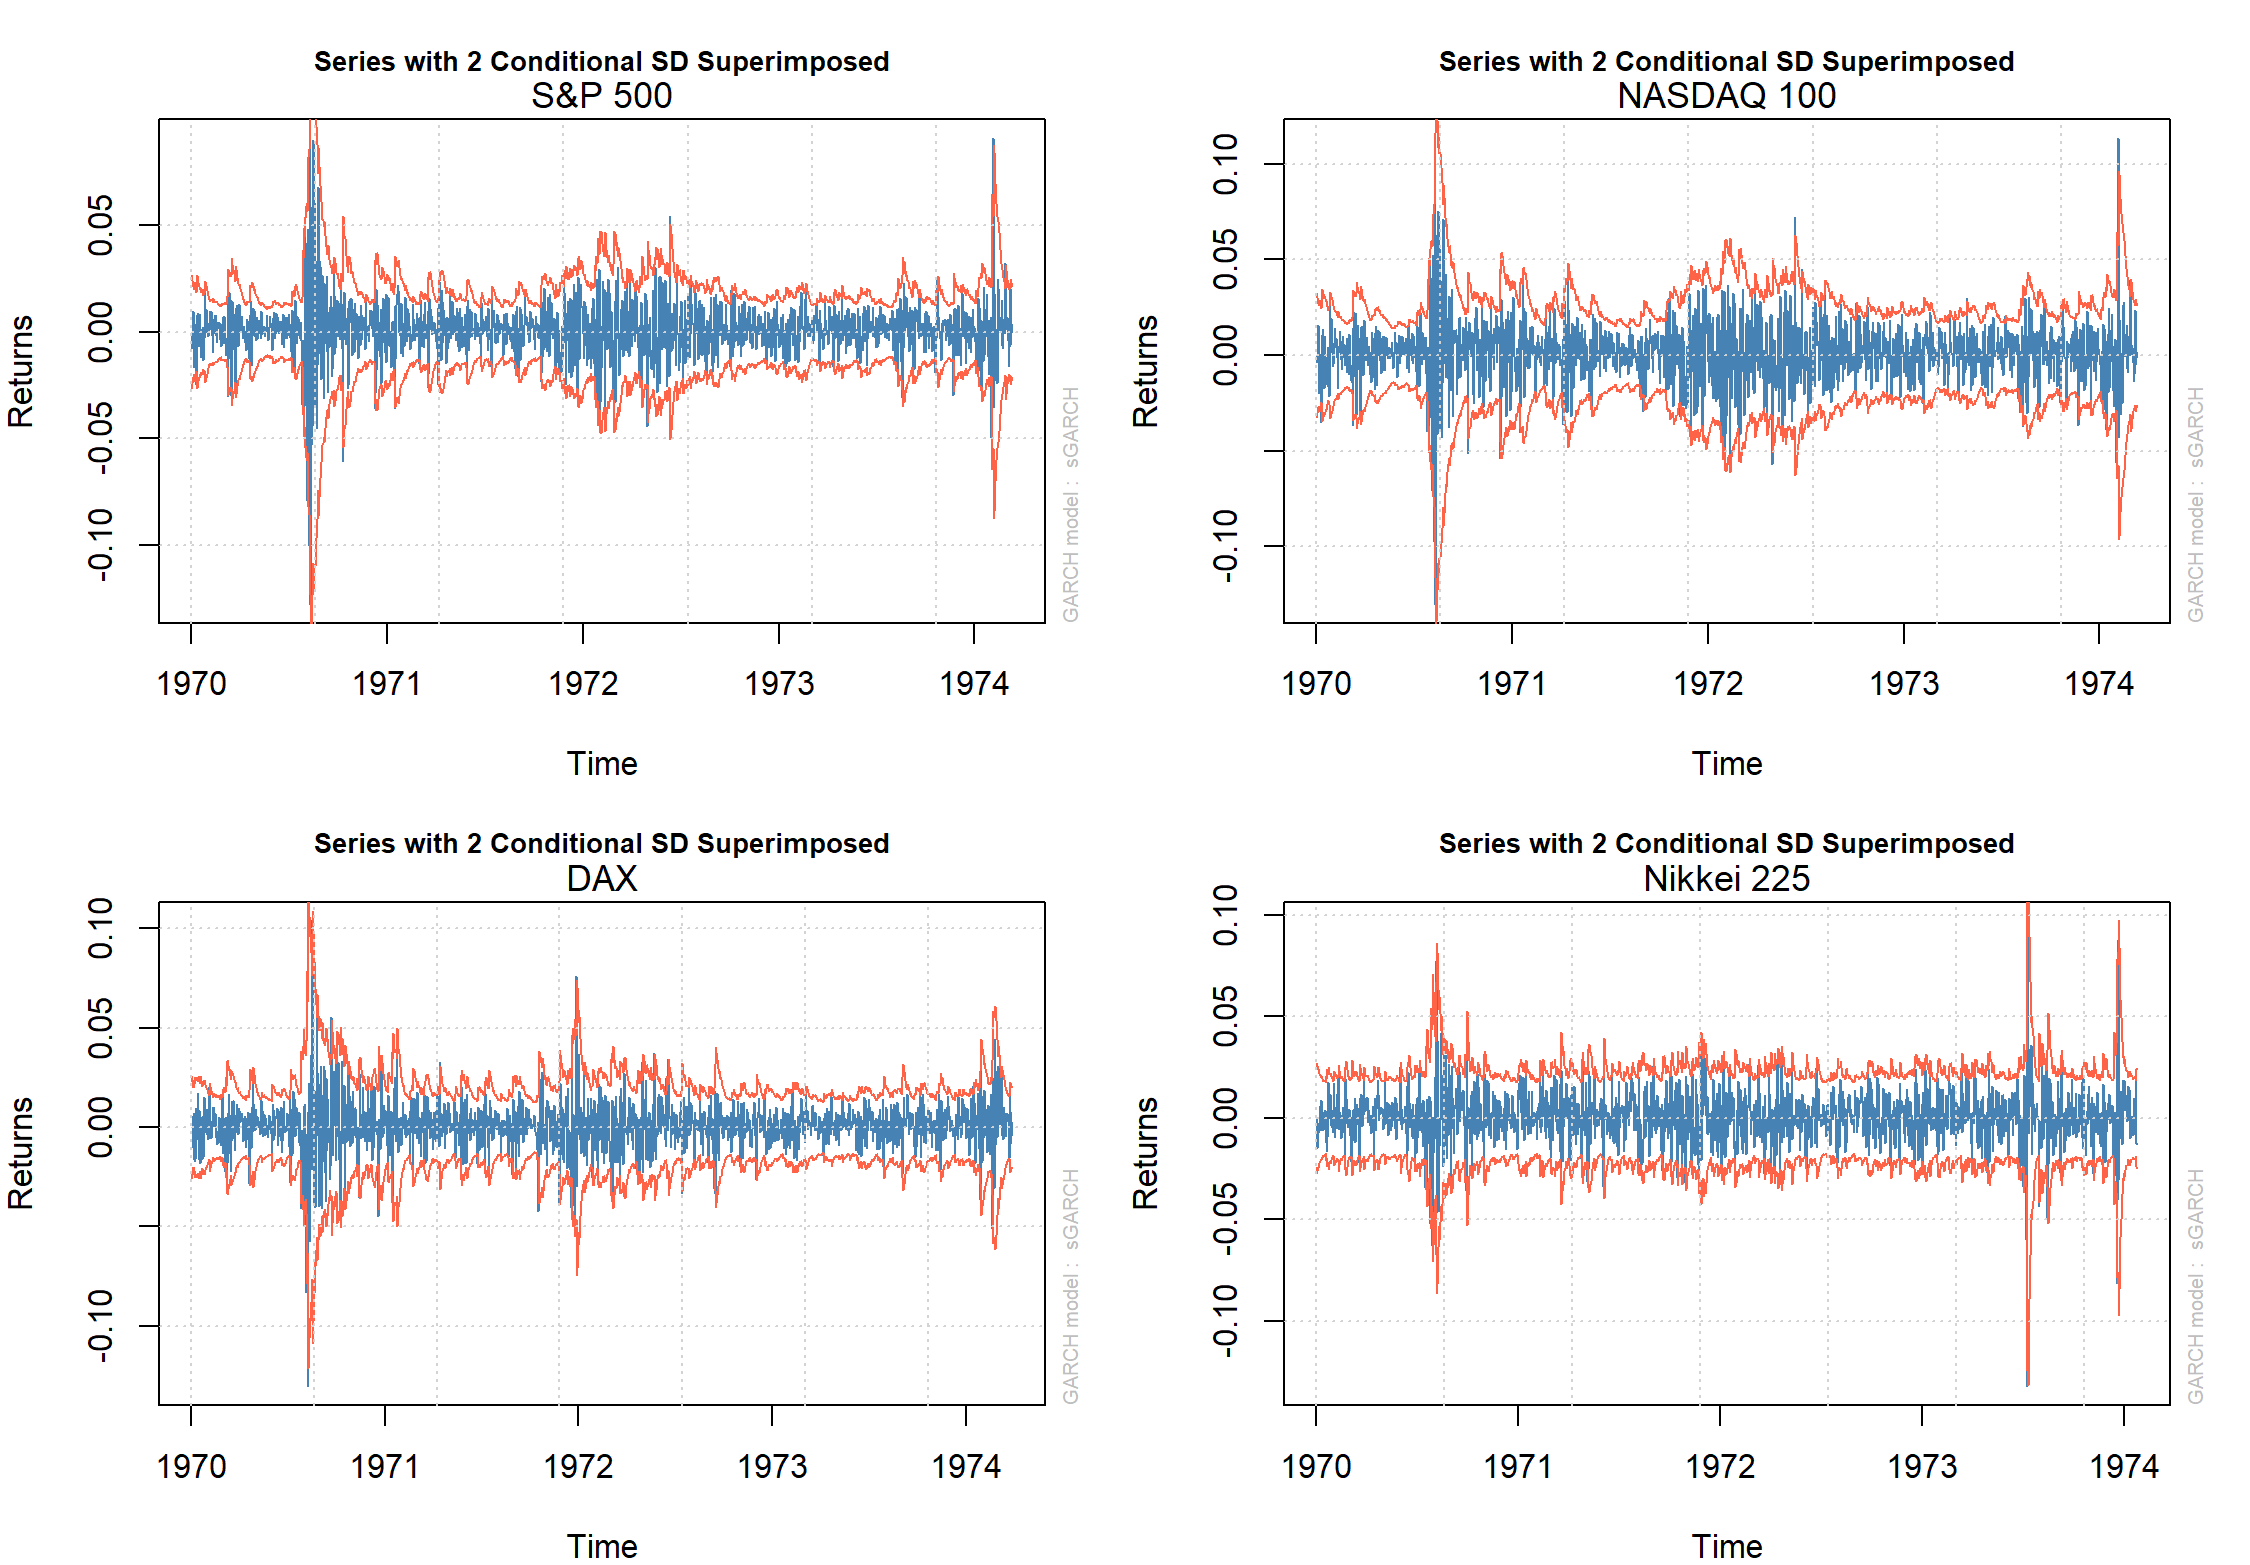 Series with 2 Conditional SD Superimposed
S&P 500
Returns
0.05
0.00
-0.05
-0.10
1970 1971 1972 1973 1974
Time
GARCH model : sGARCH
Series with 2 Conditional SD Superimposed
NASDAQ 100
Returns
0.10
0.05
0.00
-0.10
1970 1971 1972 1973 1974
Time
GARCH model : sGARCH
Series with 2 Conditional SD Superimposed
DAX
Returns
0.10
0.05
0.00
-0.10
1970 1971 1972 1973 1974
Time
GARCH model : sGARCH
Series with 2 Conditional SD Superimposed
Nikkei 225
Returns
0.10
0.05
0.00
-0.05
-0.10
1970 1971 1972 1973 1974
Time
GARCH model : sGARCH